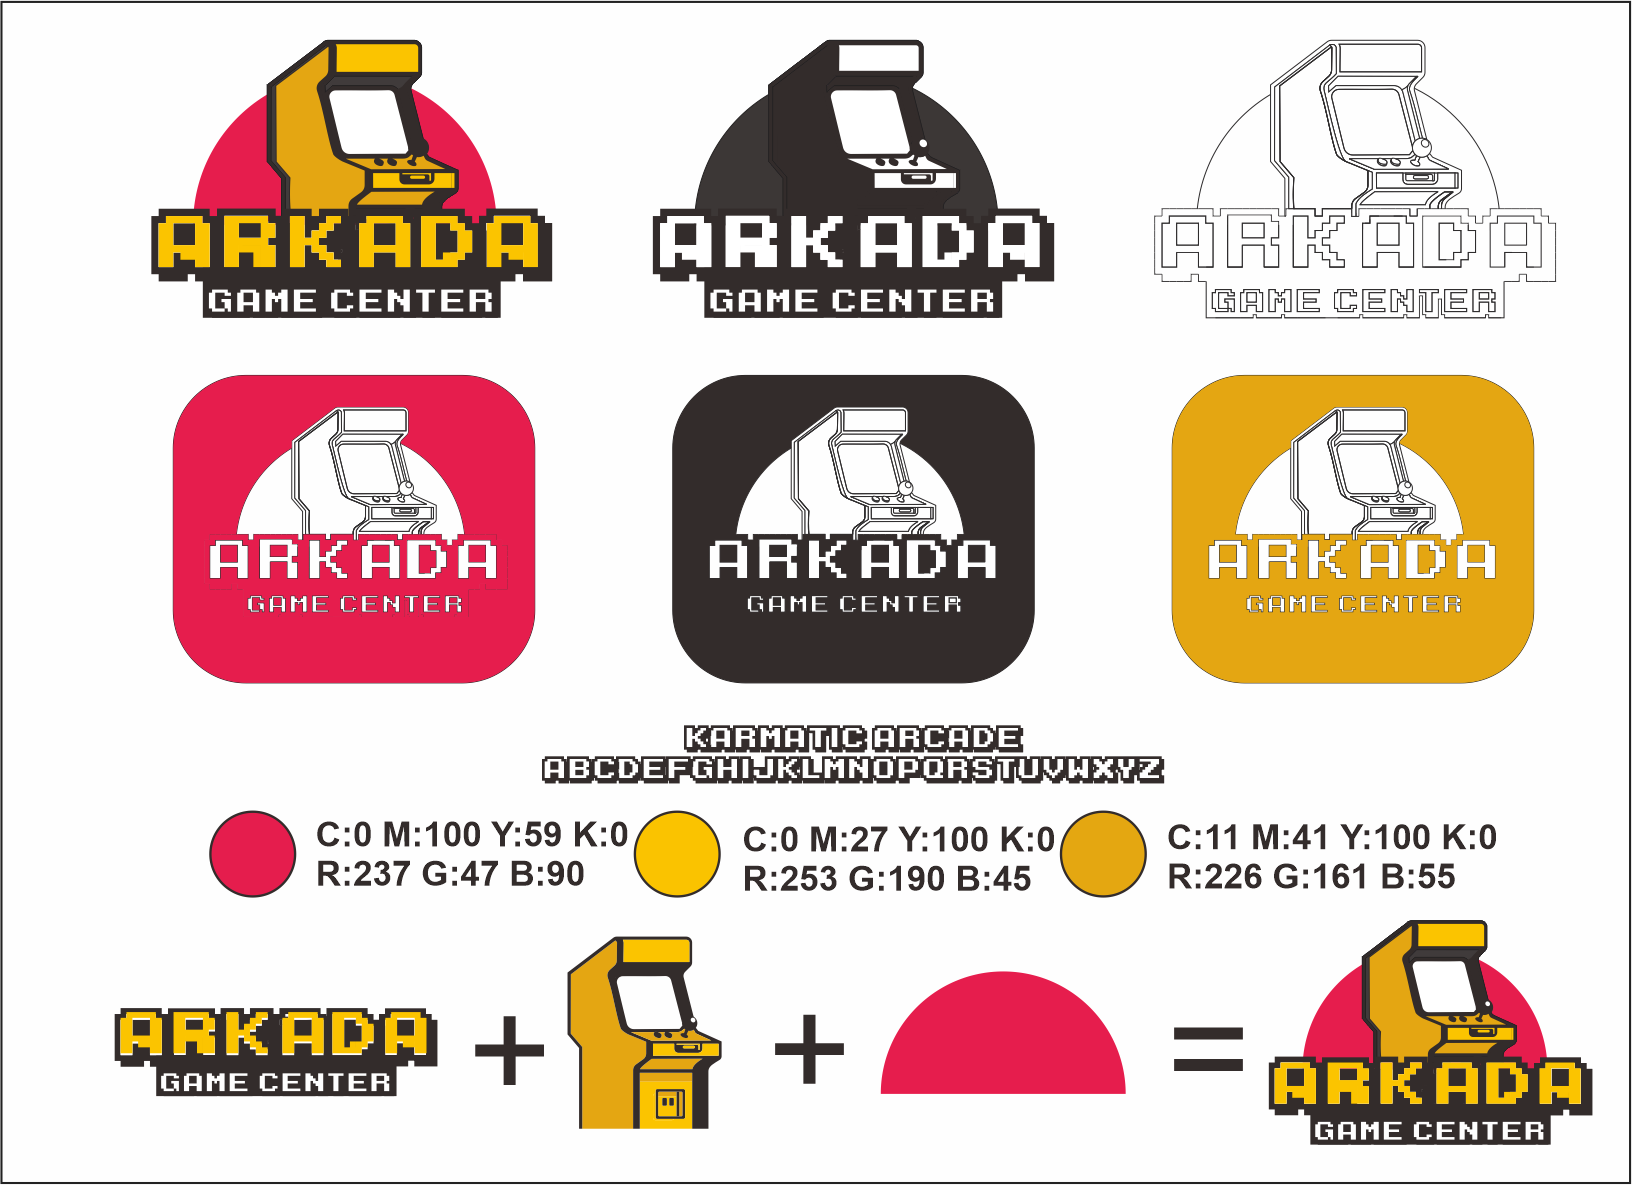 ARKADA
GAME CENTER
ARKADA
GAME CENTER
ARKADA
GAME CENTER
ARKADA
GAME CENTER
ARKADA
GAME CENTER
ARKADA
GAME CENTER
KARMATIC ARCADE
ABCDEFGHIJKLMNOPQRSTUVWXYZ
C:0 M:100 Y:59 K:0
R:237 G:47 B:90
C:0 M:27 Y:100 K:0
R:253 G:190 B:45
C:11 M:41 Y:100 K:0
R:226 G:161 B:55
ARKADA
GAME CENTER
+
+
=
ARKADA
GAME CENTER